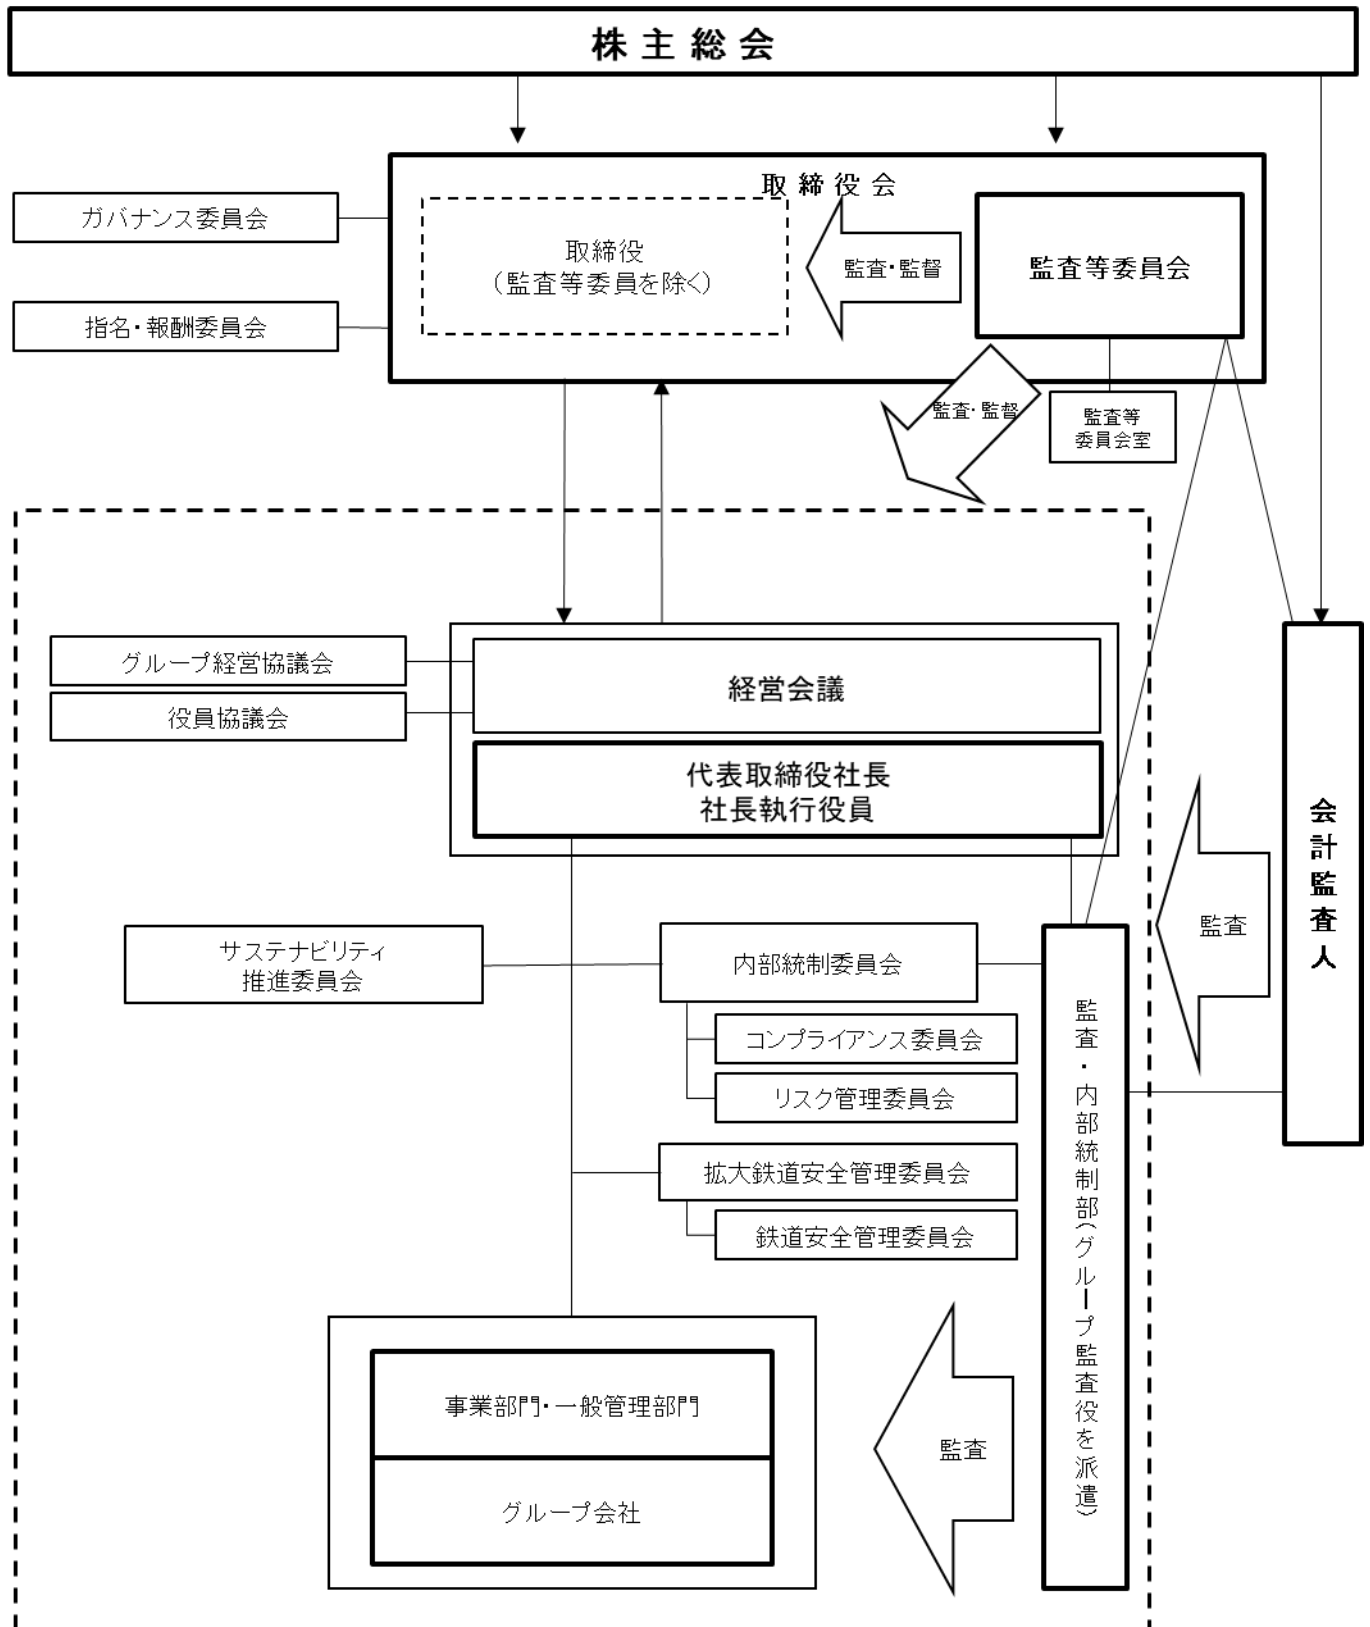 株主総会
取締役会
ガバナンス委員会
指名・報酬委員会
取締役
（監査等委員を除く）
監査・監督
監査等委員会
監査・監督
監査等
委員会室
グループ経営協議会
役員協議会
経営会議
代表取締役社長
社長執行役員
会計監査人
監査
サステナビリティ
推進委員会
内部統制委員会
コンプライアンス委員会
リスク管理委員会
拡大鉄道安全管理委員会
鉄道安全管理委員会
監査・内部統制部（グループ監査役を派遣）
事業部門・一般管理部門
グループ会社
監査